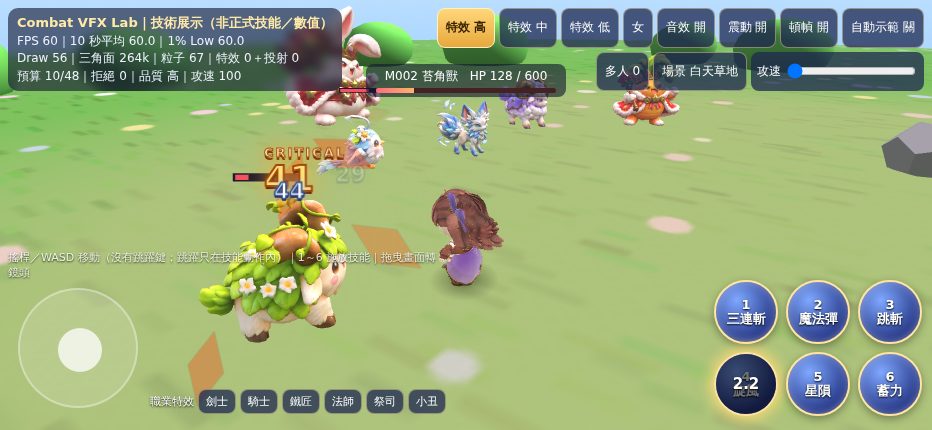 Combat VFX Lab｜技術展示（非正式技能／數值）
FPS 60｜10 秒平均 60.0｜1% Low 60.0
Draw 56｜三角面 264k｜粒子 67｜特效 0＋投射 0
預算 10/48｜拒絕 0｜品質 高｜攻速 100
特效 高
特效 中
特效 低
女
音效 開
震動 開
頓幀 開
自動示範 關
M002 苔角獸 HP 128 / 600
多人 0
場景 白天草地
攻速
CRITICAL
41
29
44
搖桿／WASD 移動（沒有跳躍鍵；跳躍只在技能動作內）｜1～6 施放技能｜拖曳畫面轉
鏡頭
1
三連斬
2
魔法彈
3
跳斬
4
2.2
旋風
5
星隕
6
蓄力
職業特效
劍士
騎士
鐵匠
法師
祭司
小丑